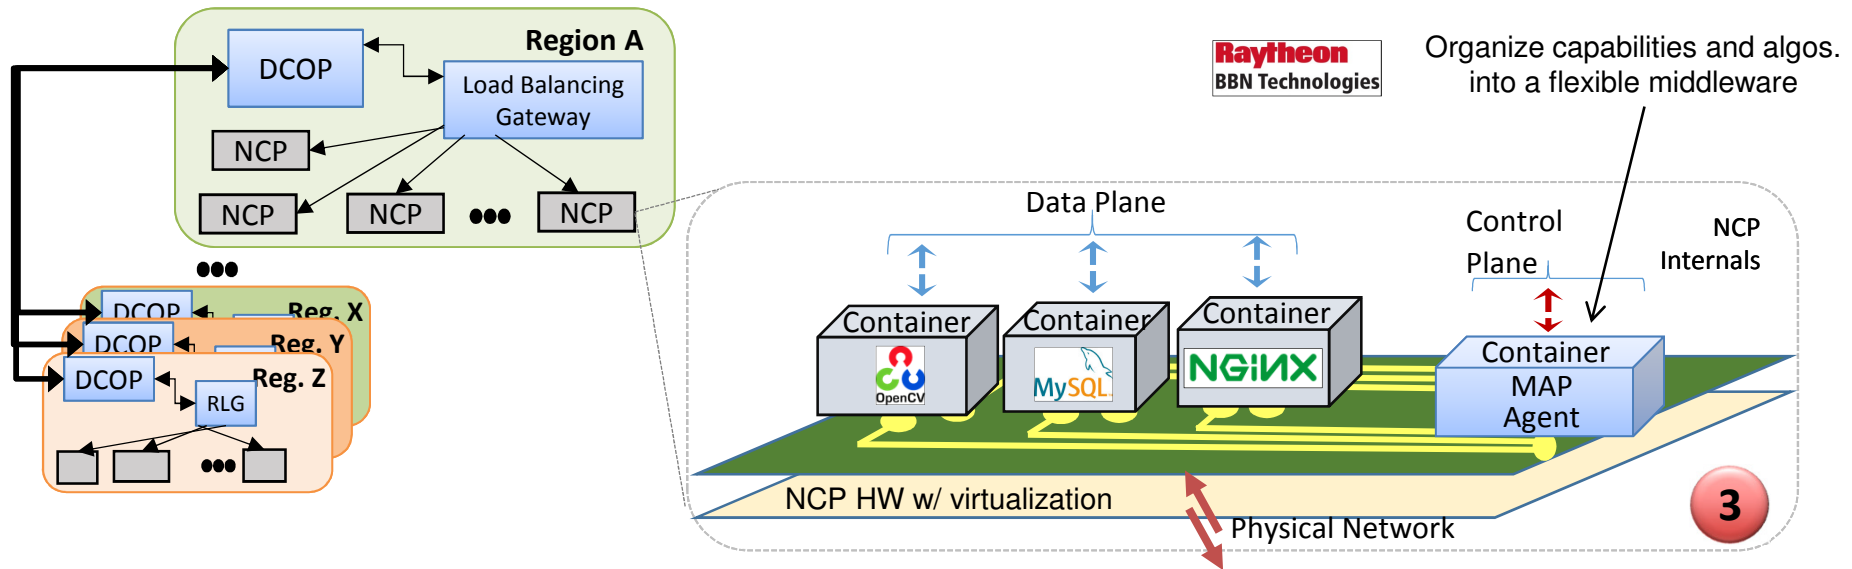 Region A
DCOP
Load Balancing
Gateway
NCP
NCP
NCP
NCP
Reg. X
DCOP
Reg. Y
DCOP
Reg. Z
DCOP
RLG
Raytheon
BBN Technologies
Organize capabilities and algos.
into a flexible middleware
Data Plane
Control
Plane
NCP
Internals
Container
OpenCV
Container
MySQL
Container
NGINX
Container
MAP
Agent
NCP HW w/ virtualization
Physical Network
3